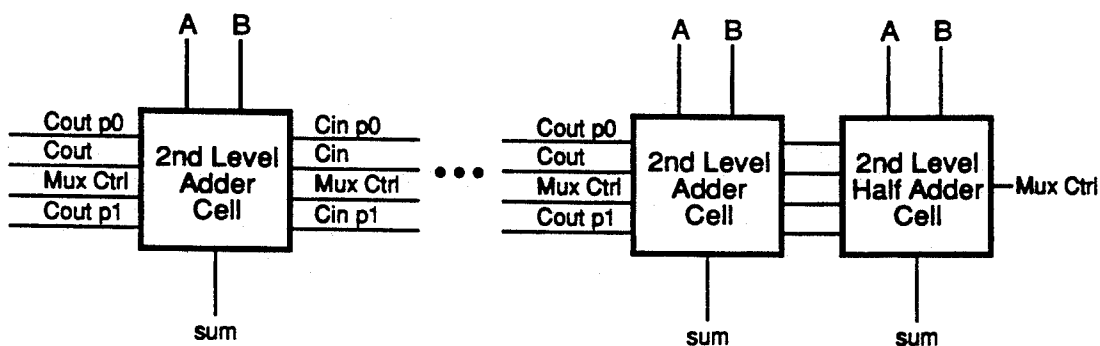 A B
A B
A B
Cout p0
Cout
Mux Ctrl
Cout p1
2nd Level
Adder
Cell
Cin p0
Cin
Mux Ctrl
Cin p1
Cout p0
Cout
Mux Ctrl
Cout p1
2nd Level
Adder
Cell
2nd Level
Half Adder
Cell
Mux Ctrl
sum
sum
sum